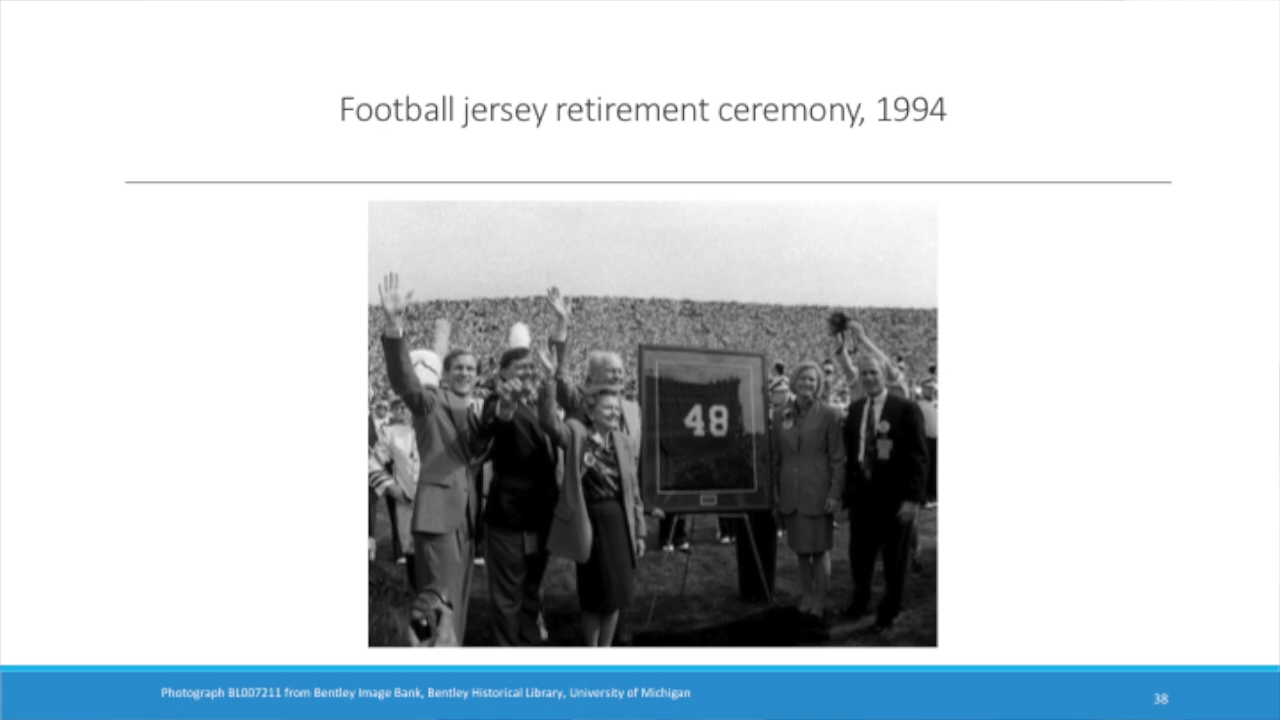 Football jersey retirement ceremony, 1994
48
Photograph BL007211 from Bentley Image Bank, Bentley Historical Library, University of Michigan
38